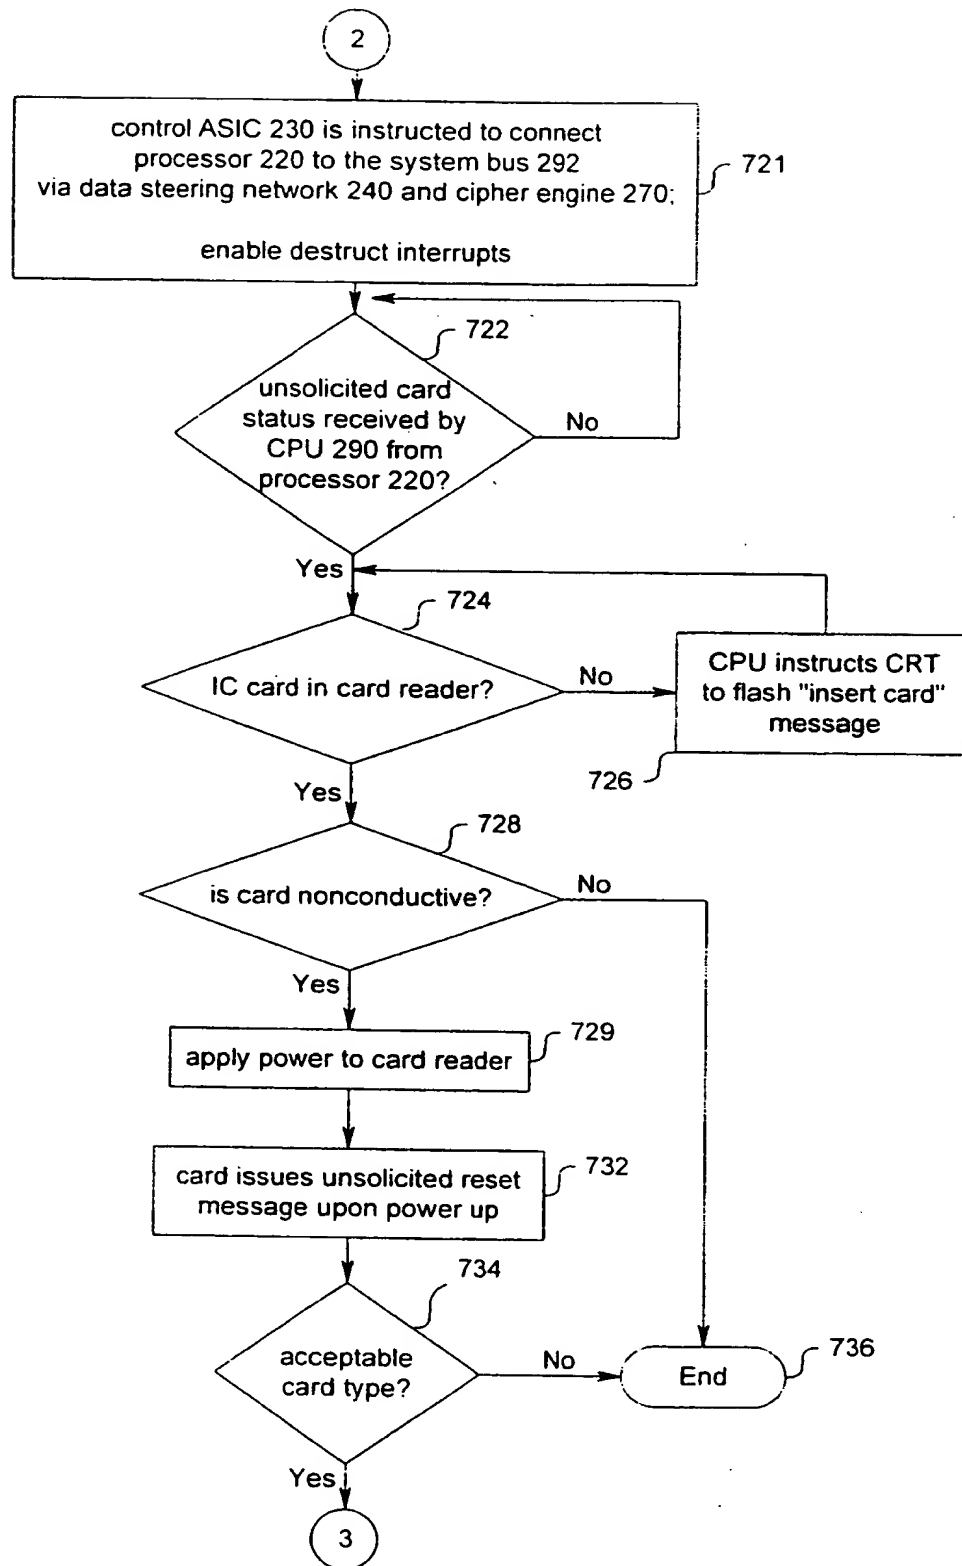 2
control ASIC 230 is instructed to connect
processor 220 to the system bus 292
via data steering network 240 and cipher engine 270;
enable destruct interrupts
721
722
unsolicited card
status received by
CPU 290 from
processor 220?
No
Yes
724
IC card in card reader?
No
CPU instructs CRT
to flash "insert card"
message
726
Yes
728
is card nonconductive?
No
Yes
729
apply power to card reader
card issues unsolicited reset
message upon power up
732
734
acceptable
card type?
No
End
736
Yes
3